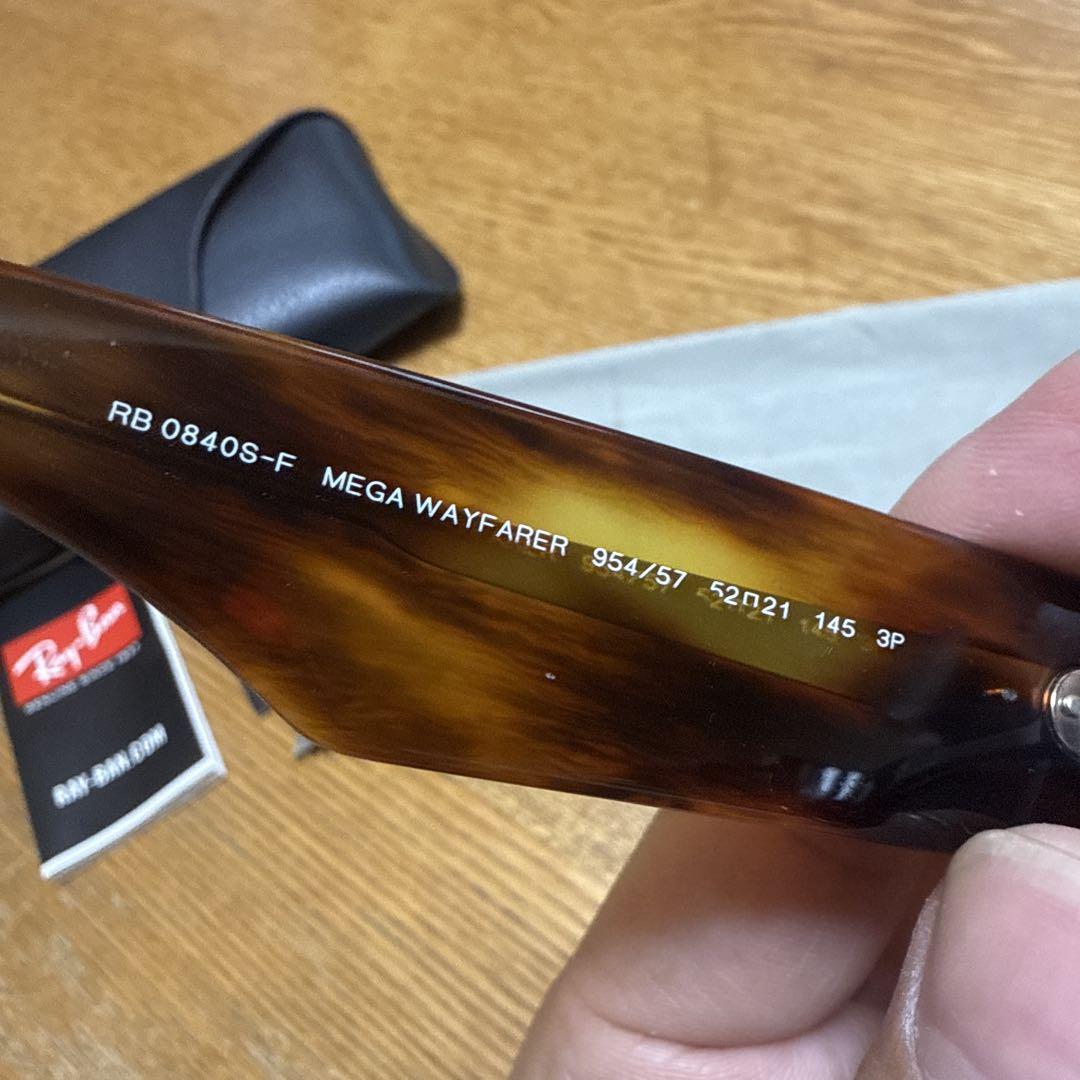 RB 0840S-F MEGA WAYFARER 954/57 52□21 145 3P
Ray-Ban
RAY-BAN.COM